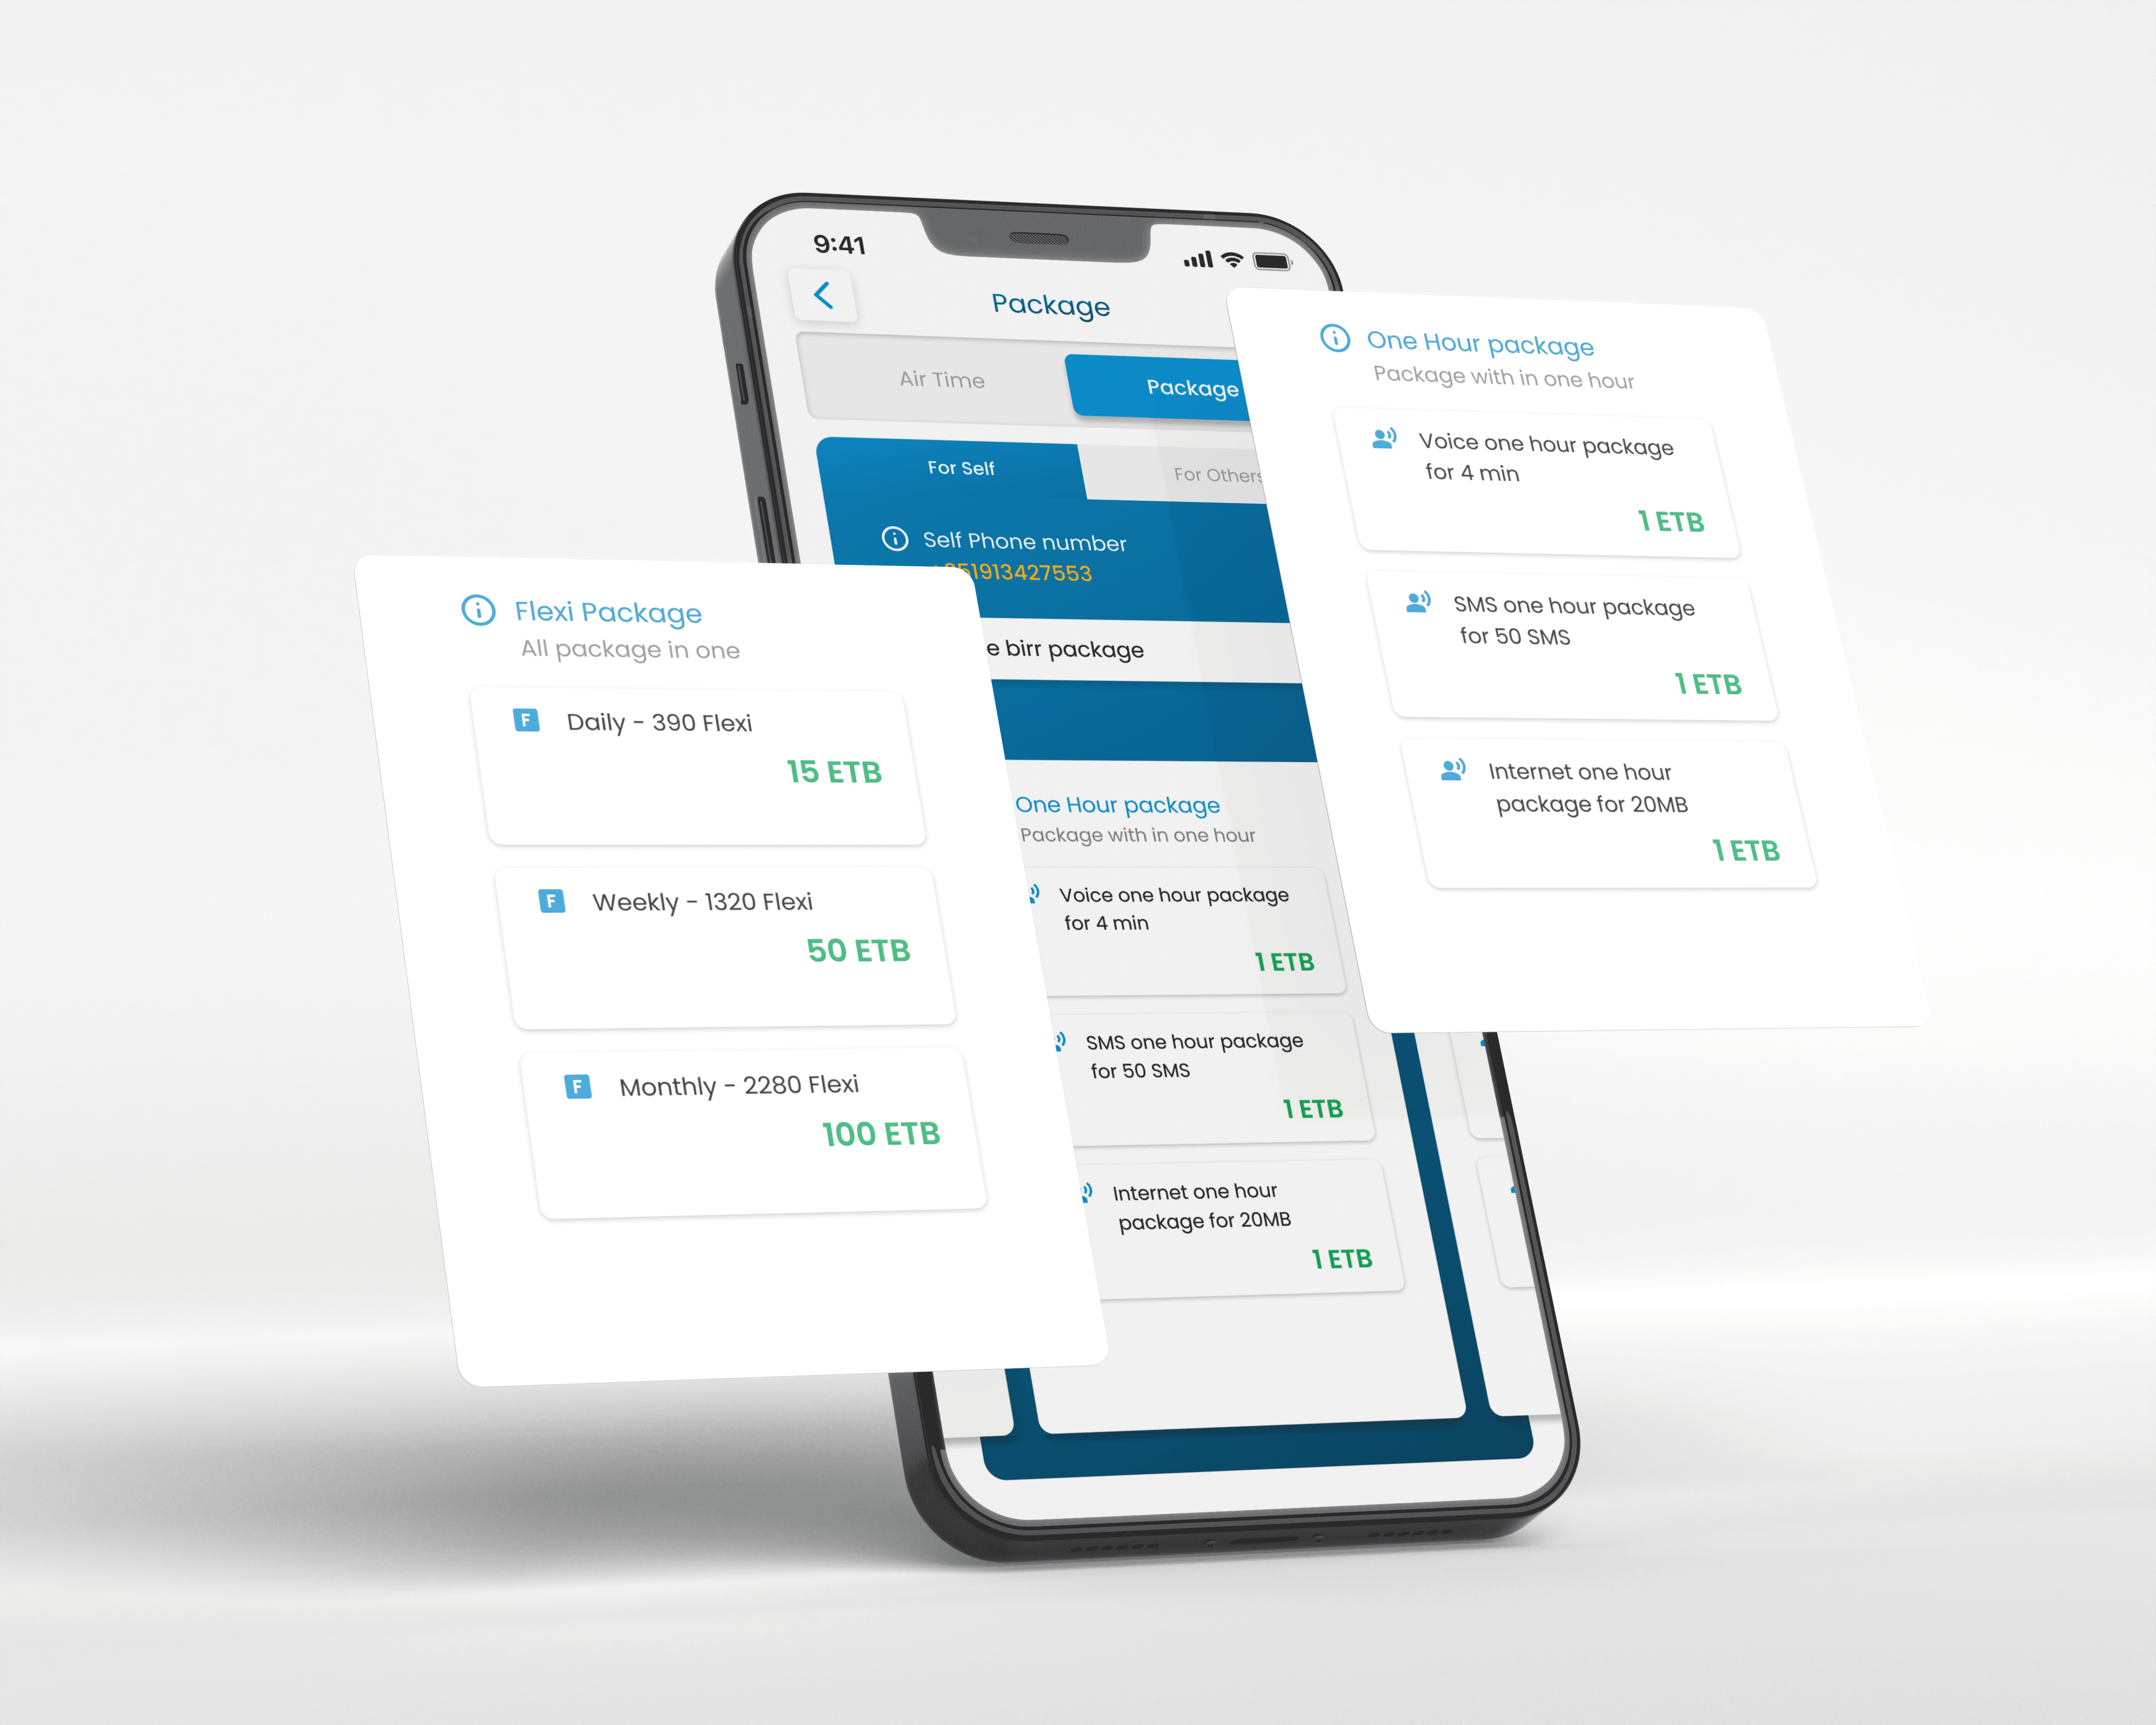 9:41
Package
Air Time
Package
For Self
For Others
Self Phone number
51913427553
e birr package
One Hour package
Package with in one hour
Voice one hour package
for 4 min
1 ETB
SMS one hour package
for 50 SMS
1 ETB
Internet one hour
package for 20MB
1 ETB
Flexi Package
All package in one
F Daily - 390 Flexi
15 ETB
F Weekly - 1320 Flexi
50 ETB
F Monthly - 2280 Flexi
100 ETB
One Hour package
Package with in one hour
Voice one hour package
for 4 min
1 ETB
SMS one hour package
for 50 SMS
1 ETB
Internet one hour
package for 20MB
1 ETB